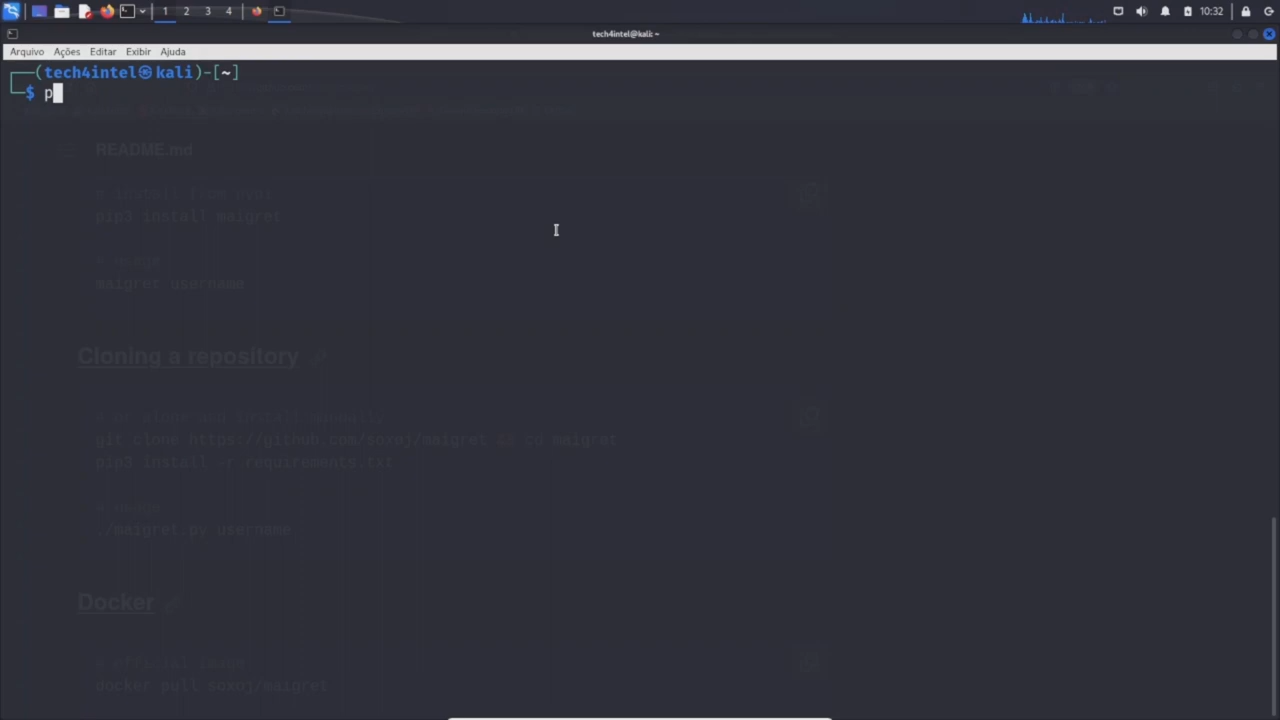 1 2 3 4 10:32
tech4intel@kali: ~
Arquivo Ações Editar Exibir Ajuda
┌──(tech4intel㉿kali)-[~]
└─$ p
README.md
# install from pypi
pip3 install maigret
# usage
maigret username
Cloning a repository
# or clone and install manually
git clone https://github.com/soxoj/maigret && cd maigret
pip3 install -r requirements.txt
# usage
./maigret.py username
Docker
# official image
docker pull soxoj/maigret